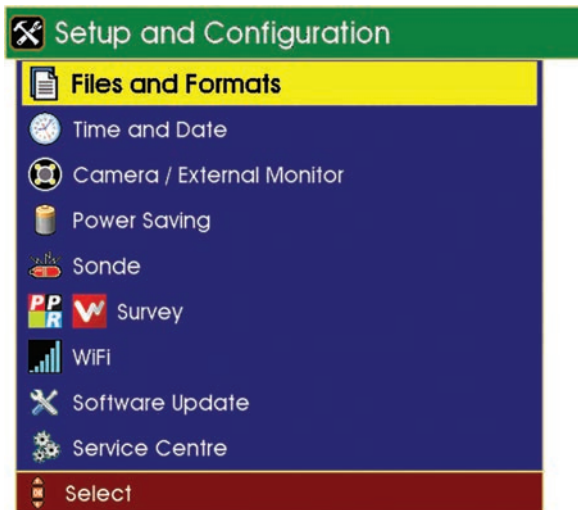 Setup and Configuration
Files and Formats
Time and Date
Camera / External Monitor
Power Saving
Sonde
PPR W Survey
WiFi
Software Update
Service Centre
OK Select